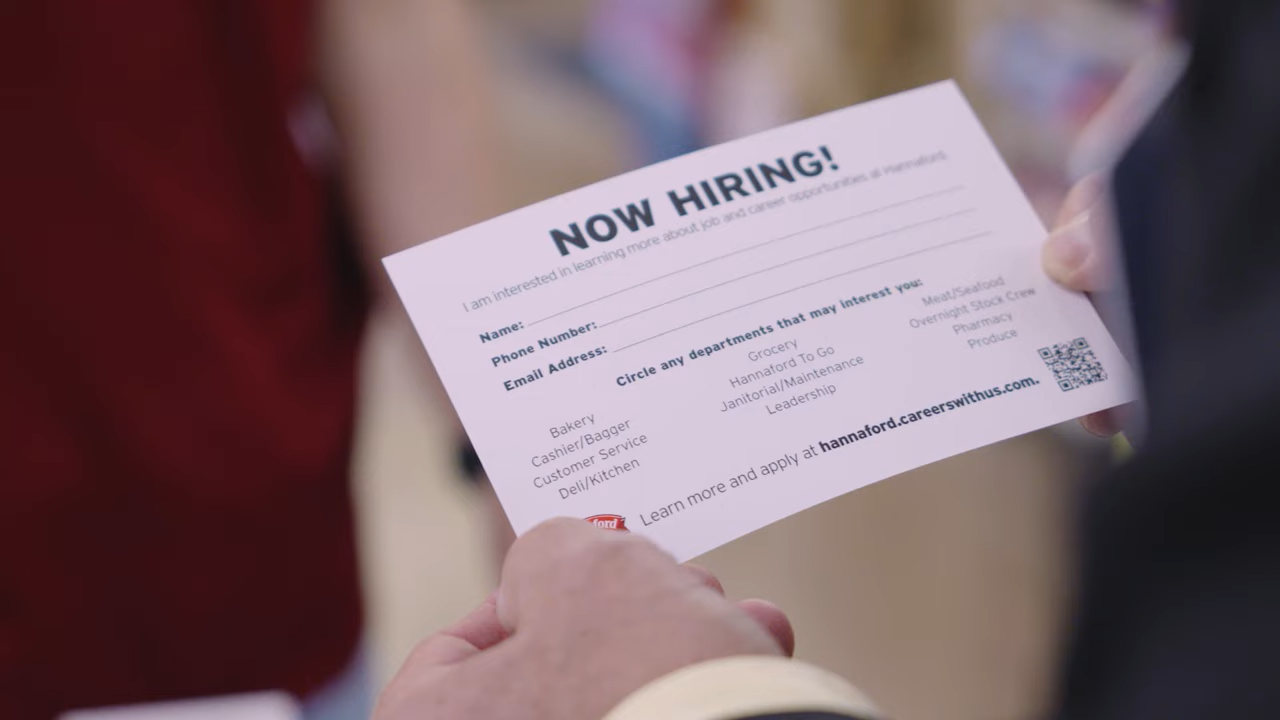 NOW HIRING!
I am interested in learning more about job and career opportunities at Hannaford.
Name:
Phone Number:
Email Address:
Circle any departments that may interest you:
Bakery
Cashier/Bagger
Customer Service
Deli/Kitchen
Grocery
Hannaford To Go
Janitorial/Maintenance
Leadership
Meat/Seafood
Overnight Stock Crew
Pharmacy
Produce
ford
Learn more and apply at hannaford.careerswithus.com.